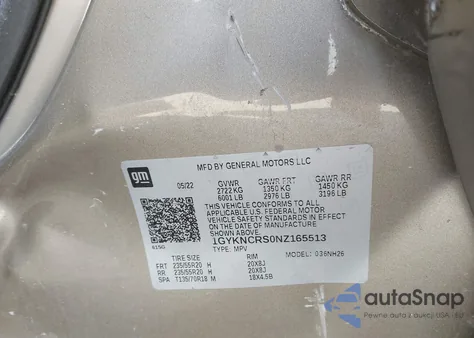 MFD BY GENERAL MOTORS LLC
gm
05/22
GVWR GAWR FRT GAWR RR
2722 KG 1350 KG 1450 KG
6001 LB 2976 LB 3196 LB
THIS VEHICLE CONFORMS TO ALL
APPLICABLE U.S. FEDERAL MOTOR
VEHICLE SAFETY STANDARDS IN
EFFECT ON THE DATE OF MANUFACTURE
SHOWN ABOVE.
1GYKNCRS0NZ165513
TYPE: MPV MODEL: 038NH26
TIRE SIZE RIM
FRT 235/55R20 H 20X8J
RR 235/55R20 H 20X8J
SPA T135/70R18 M 18X4.5B
autoSnap
Pewne auto z USA